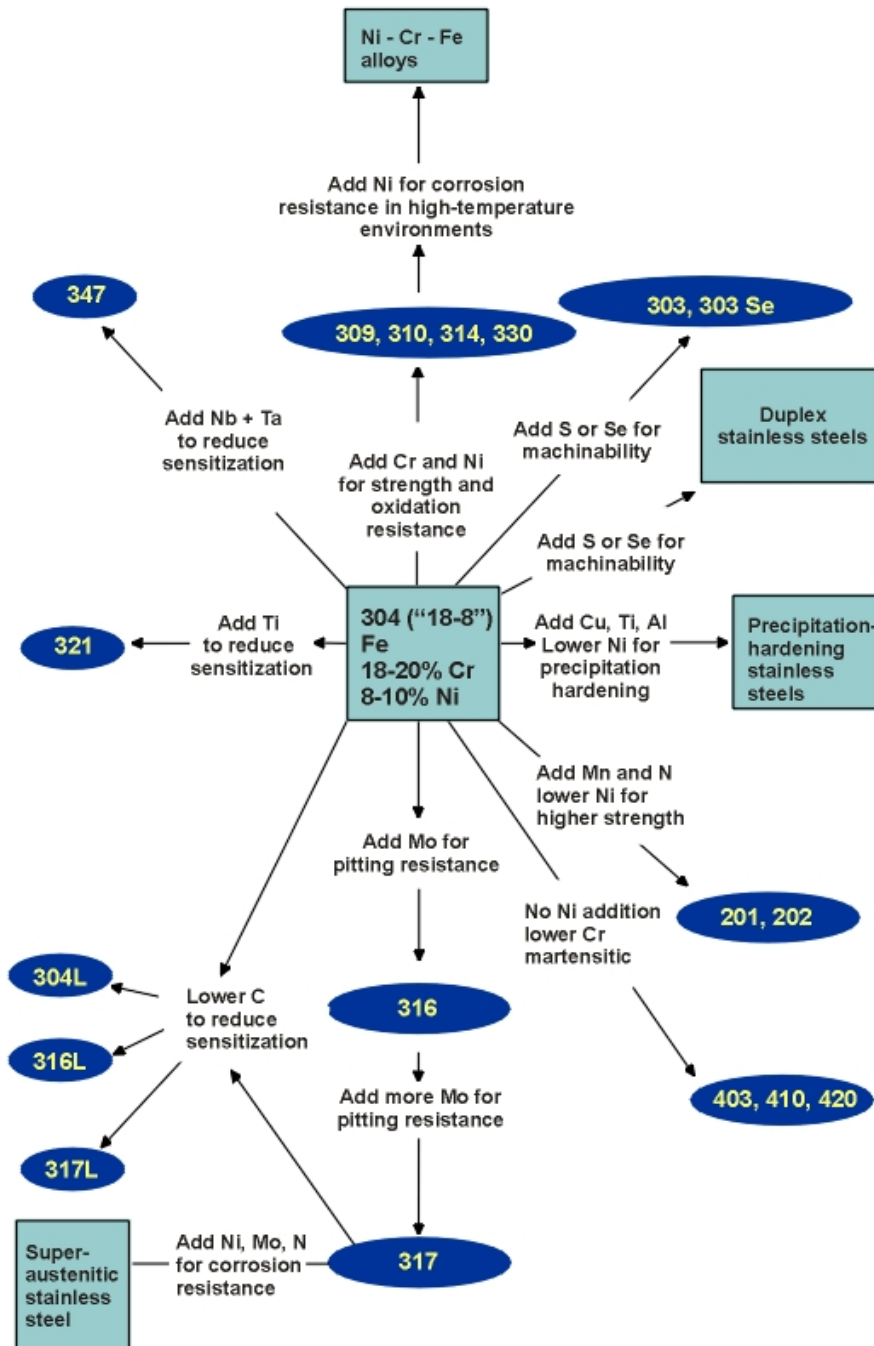 Ni - Cr - Fe
alloys
Add Ni for corrosion
resistance in high-temperature
environments
347
309, 310, 314, 330
303, 303 Se
Add Nb + Ta
to reduce
sensitization
Add Cr and Ni
for strength and
oxidation
resistance
Add S or Se for
machinability
Duplex
stainless steels
Add S or Se for
machinability
321
Add Ti
to reduce
sensitization
304 (“18-8”)
Fe
18-20% Cr
8-10% Ni
Add Cu, Ti, Al
Lower Ni for
precipitation
hardening
Precipitation-
hardening
stainless
steels
Add Mn and N
lower Ni for
higher strength
Add Mo for
pitting resistance
No Ni addition
lower Cr
martensitic
201, 202
304L
316L
317L
Lower C
to reduce
sensitization
316
Add more Mo for
pitting resistance
403, 410, 420
Super-
austenitic
stainless
steel
Add Ni, Mo, N
for corrosion
resistance
317